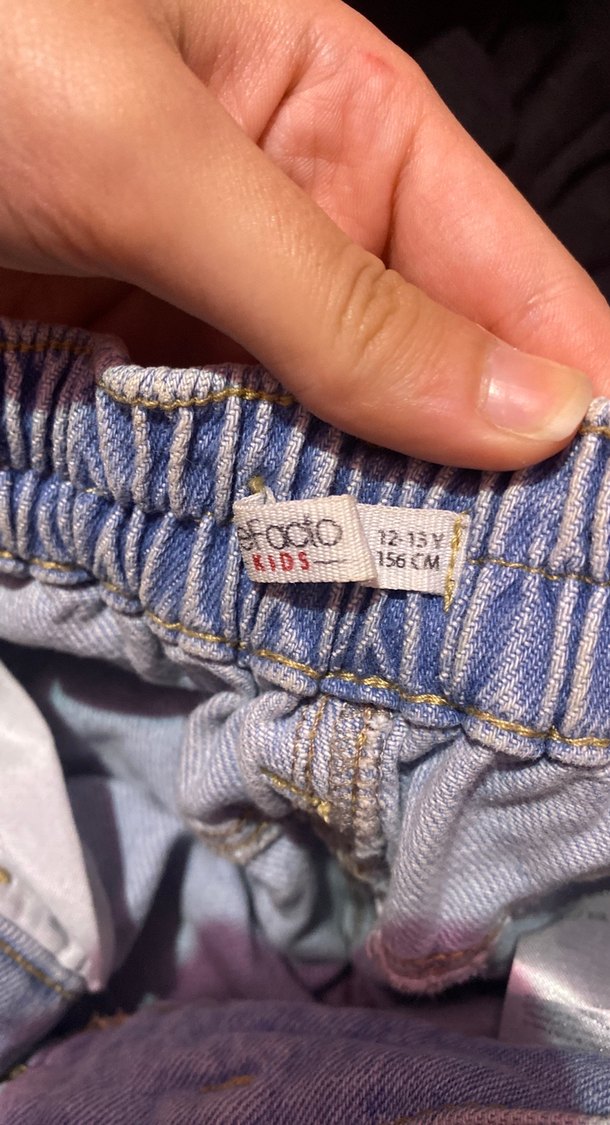 eFacto
KIDS
12-13 Y
156 CM